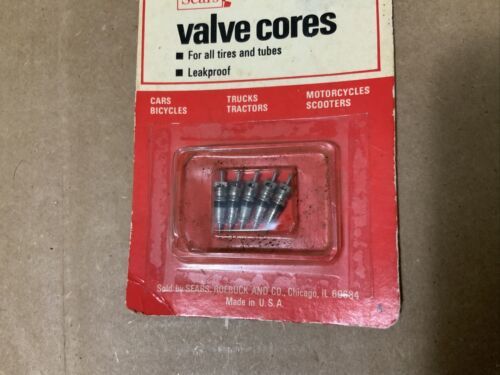 Sears
valve cores
■ For all tires and tubes
■ Leakproof
CARS TRUCKS MOTORCYCLES
BICYCLES TRACTORS SCOOTERS
Sold by SEARS, ROEBUCK AND CO., Chicago, IL 60684
Made in U.S.A.